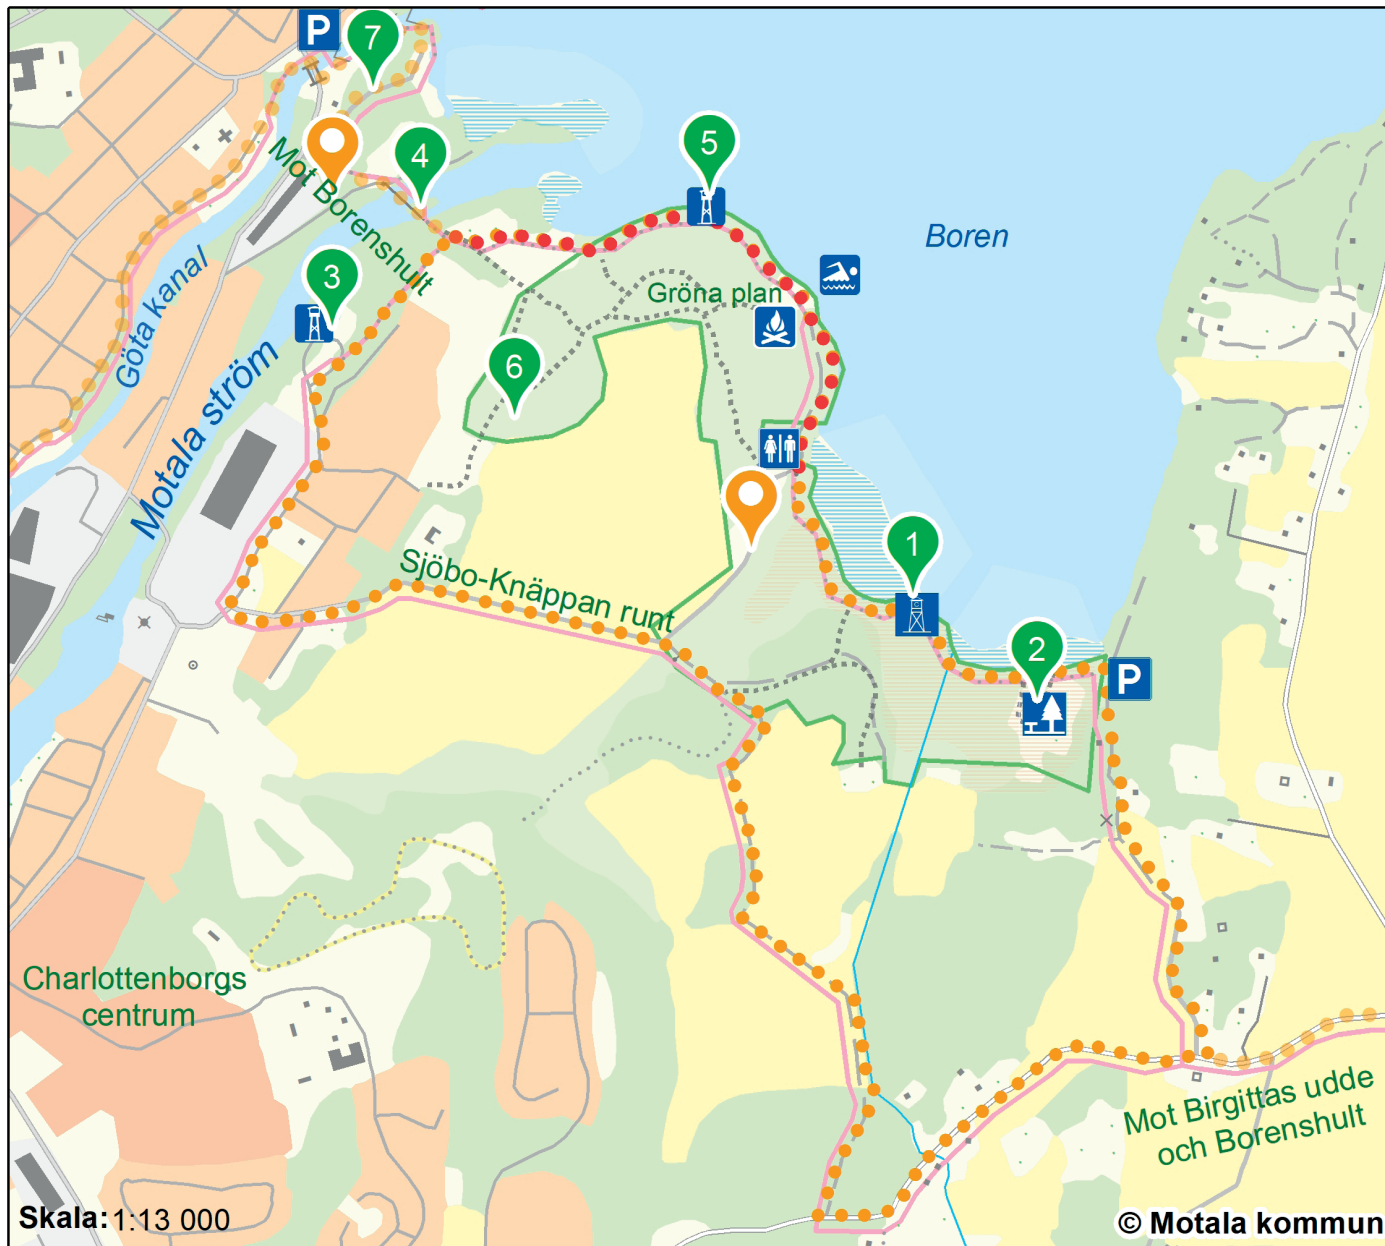 P
7
5
4
Mot Borenshult
Boren
3
Gröna plan
Göta kanal
6
Motala ström
1
Sjöbo-Knäppan runt
2
P
Charlottenborgs
centrum
Mot Birgittas udde
och Borenshult
Skala:1:13 000
© Motala kommun